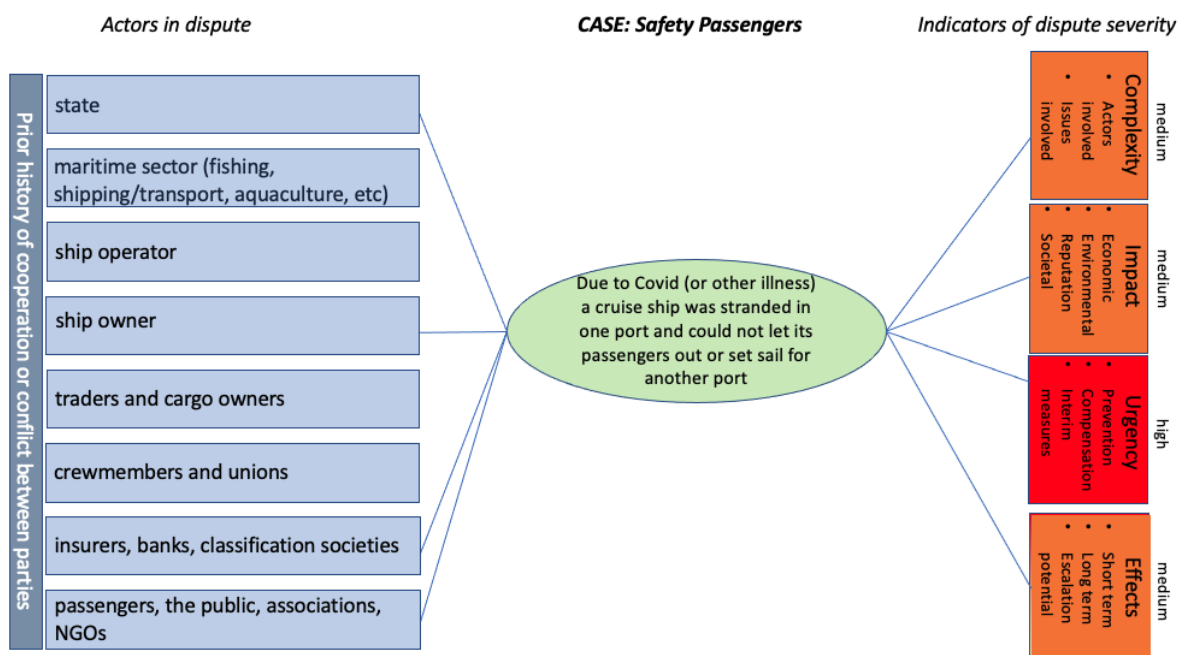 Actors in dispute
CASE: Safety Passengers
Indicators of dispute severity
Prior history of cooperation or conflict between parties
state
maritime sector (fishing,
shipping/transport, aquaculture, etc)
ship operator
ship owner
traders and cargo owners
crewmembers and unions
insurers, banks, classification societies
passengers, the public, associations,
NGOs
Due to Covid (or other illness)
a cruise ship was stranded in
one port and could not let its
passengers out or set sail for
another port
medium
Complexity
• Actors
involved
• Issues
involved
medium
Impact
• Economic
• Environmental
• Reputation
• Societal
high
Urgency
• Prevention
• Compensation
• Interim
measures
medium
Effects
• Short term
• Long term
• Escalation
potential